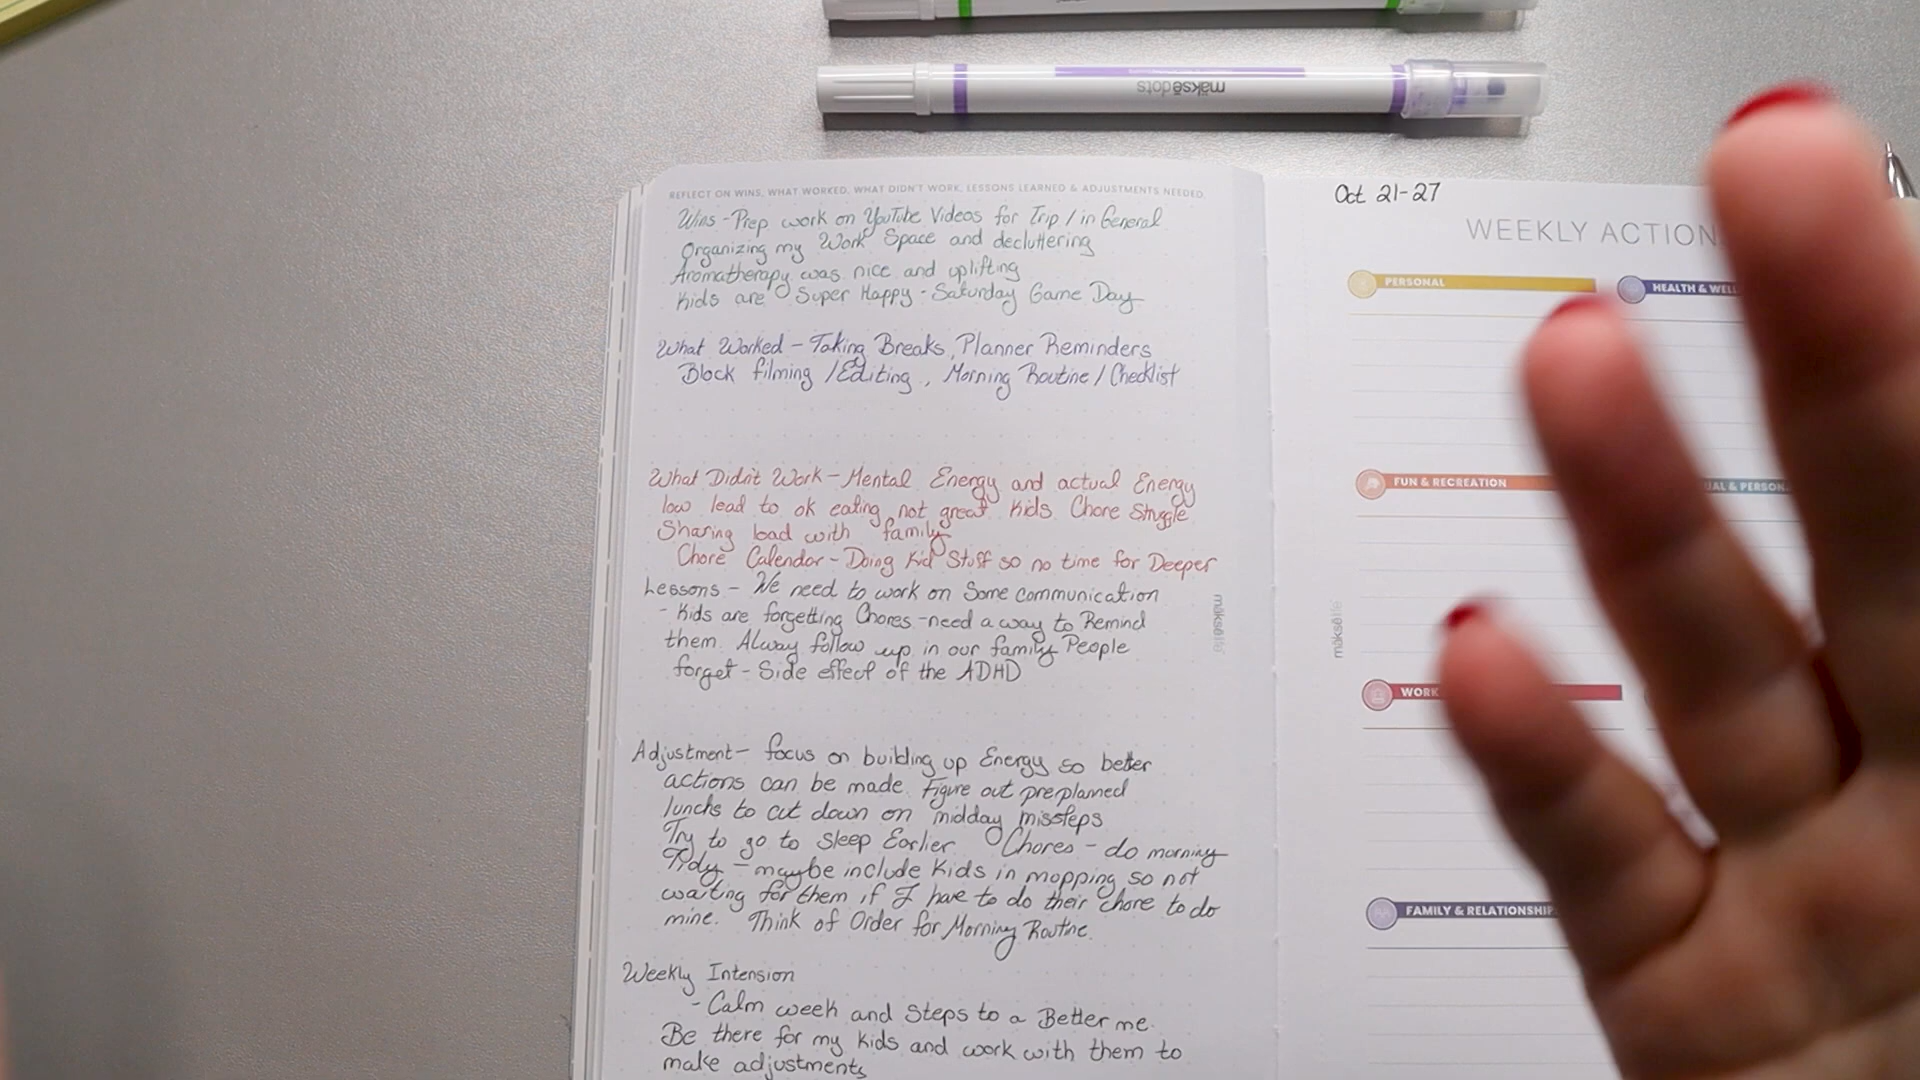 mäksēdots
REFLECT ON WINS, WHAT WORKED, WHAT DIDN'T WORK, LESSONS LEARNED & ADJUSTMENTS NEEDED
Wins - Prep work on YouTube Videos for Trip / in General
Organizing my Work Space and decluttering
Aromatherapy was nice and uplifting
Kids are Super Happy - Saturday Game Day
What Worked - Taking Breaks, Planner Reminders
Block filming / Editing, Morning Routine / Checklist
What Didn't Work - Mental Energy and actual Energy
low lead to ok eating not great Kids Chore Struggle
Sharing load with family
Chore Calendar - Doing Kid Stuff so no time for Deeper
Lessons - We need to work on Some communication
- Kids are forgetting Chores - need a way to Remind
them. Alway follow up in our family People
forget - Side effect of the ADHD
Adjustment - focus on building up Energy so better
actions can be made. Figure out preplanned
lunchs to cut down on midday missteps
Try to go to Sleep Earlier Chores - do morning
Tidy - maybe include Kids in mopping so not
waiting for them if I have to do their chore to do
mine. Think of Order for Morning Routine.
Weekly Intension
- Calm week and Steps to a Better me.
Be there for my kids and work with them to
make adjustments
mäksēlife
Oct 21-27
WEEKLY ACTION
PERSONAL
HEALTH & WELL
FUN & RECREATION
UAL & PERSON
mäksēlife
WORK
FAMILY & RELATIONSHIP